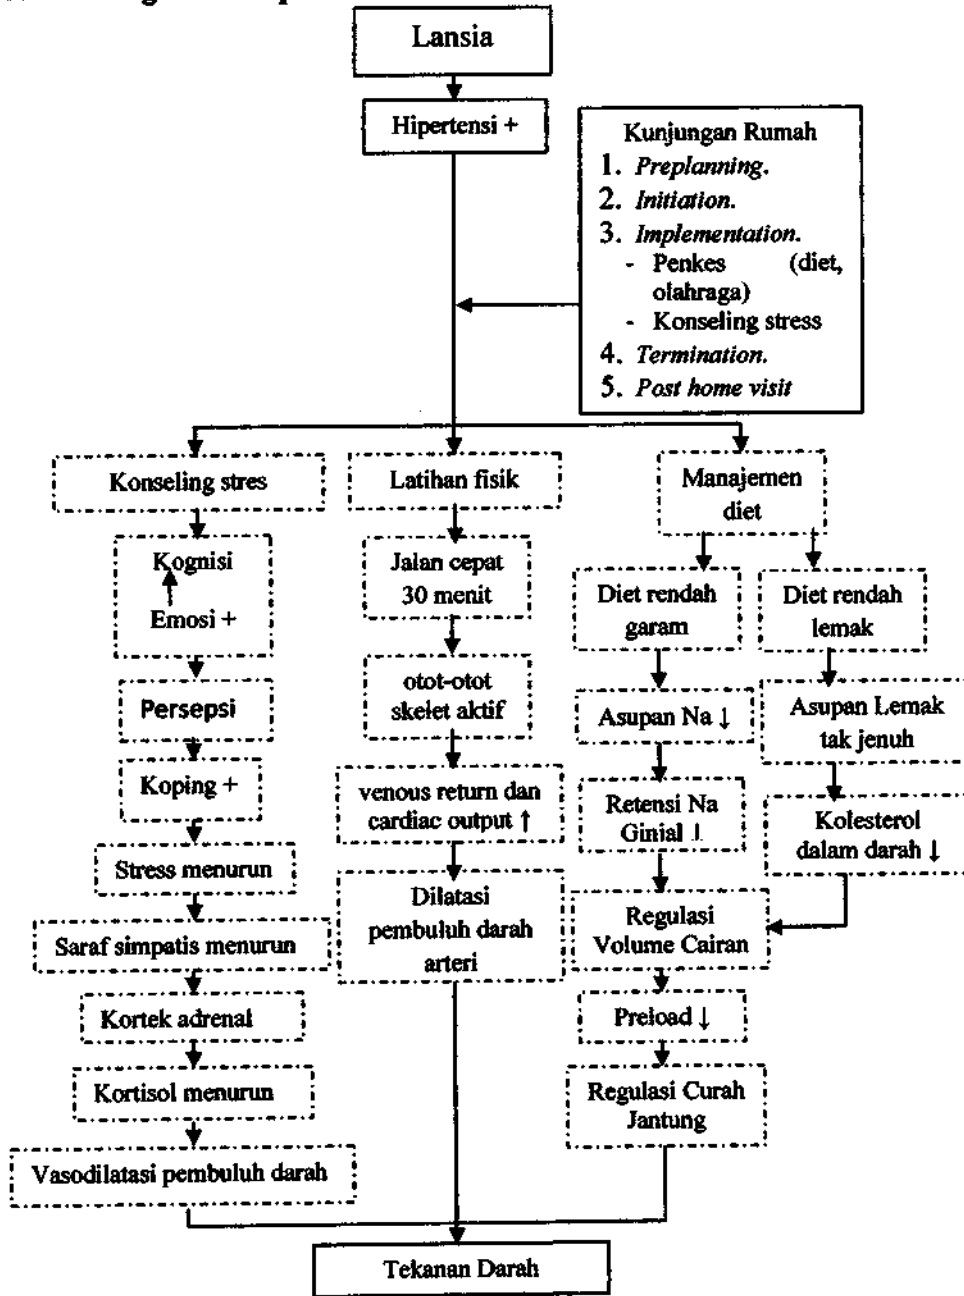 Lansia
Hipertensi +
Kunjungan Rumah
1. Preplanning.
2. Initiation.
3. Implementation.
- Penkes (diet,
olahraga)
- Konseling stress
4. Termination.
5. Post home visit
Konseling stres
Kognisi
Emosi +
Persepsi
Koping +
Stress menurun
Saraf simpatis menurun
Kortek adrenal
Kortisol menurun
Vasodilatasi pembuluh darah
Latihan fisik
Jalan cepat
30 menit
otot-otot
skelet aktif
venous return dan
cardiac output ↑
Dilatasi
pembuluh darah
arteri
Manajemen
diet
Diet rendah
garam
Asupan Na ↓
Retensi Na
Ginial ↓
Regulasi
Volume Cairan
Preload ↓
Regulasi Curah
Jantung
Diet rendah
lemak
Asupan Lemak
tak jenuh
Kolesterol
dalam darah ↓
Tekanan Darah